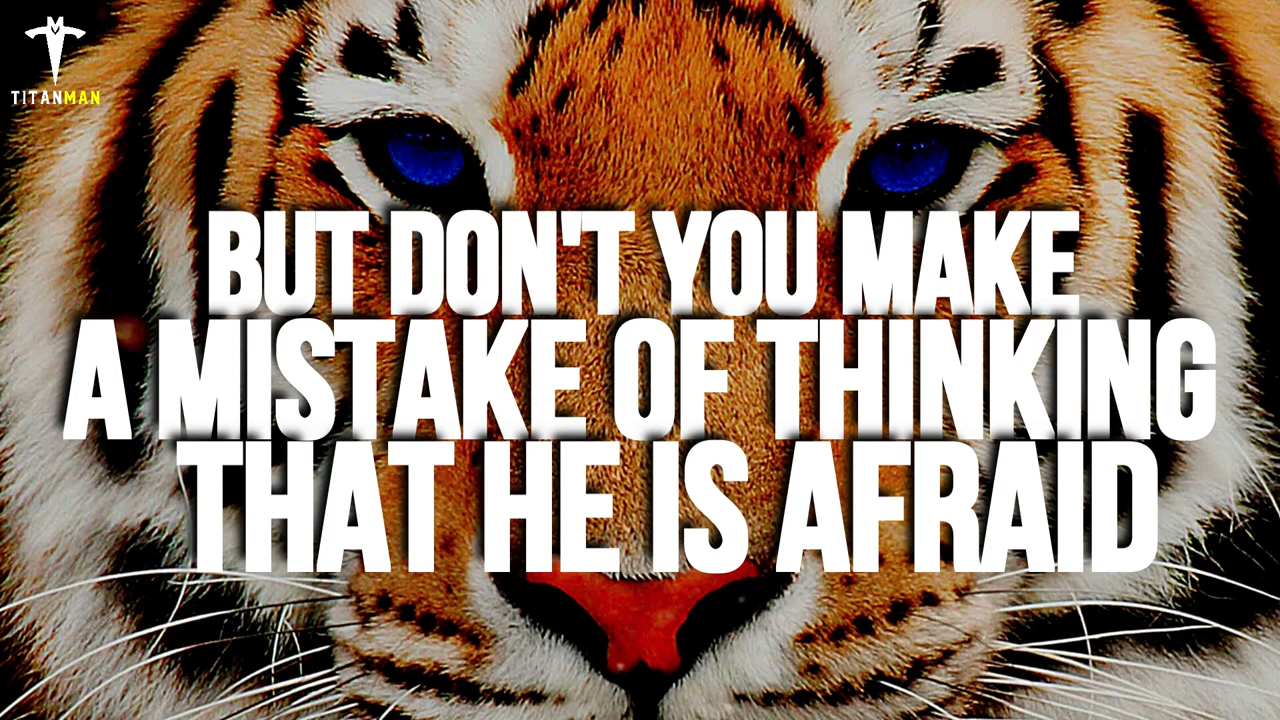 TITANMAN
BUT DON'T YOU MAKE
A MISTAKE OF THINKING
THAT HE IS AFRAID